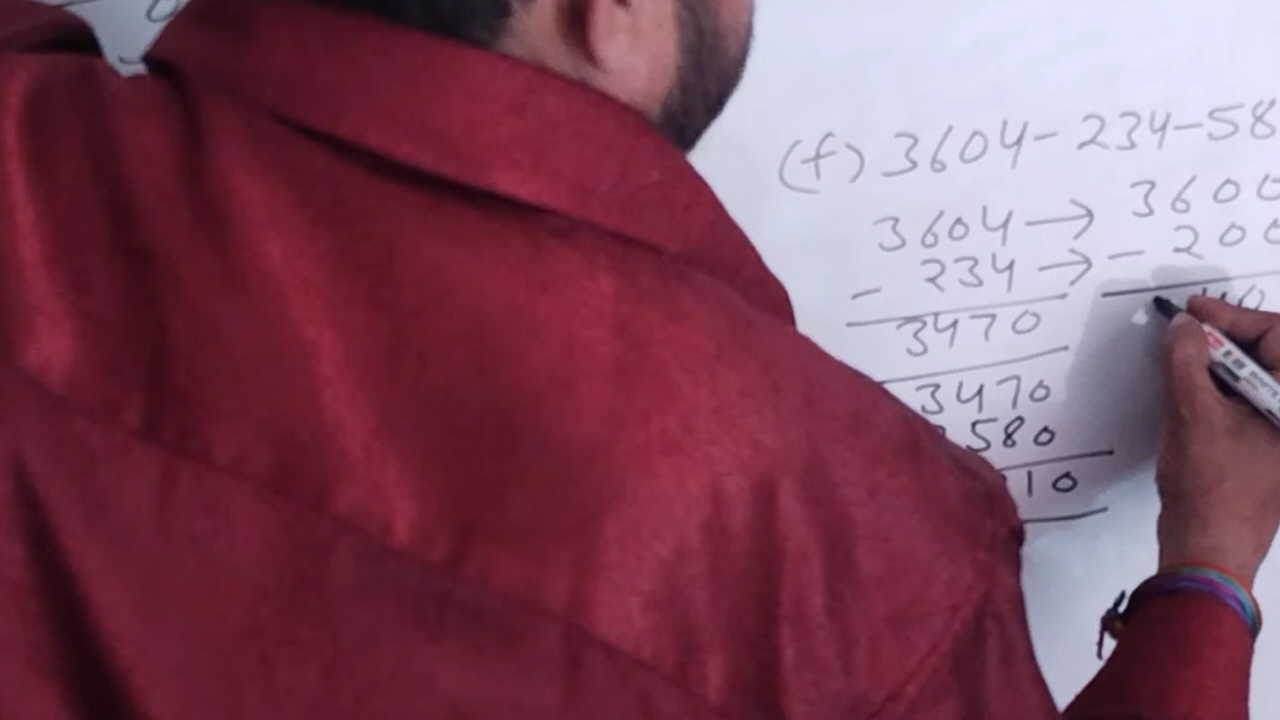 (f) 3604-234-58
3604 → 3600
- 234 → - 200
3470
3470
580
10